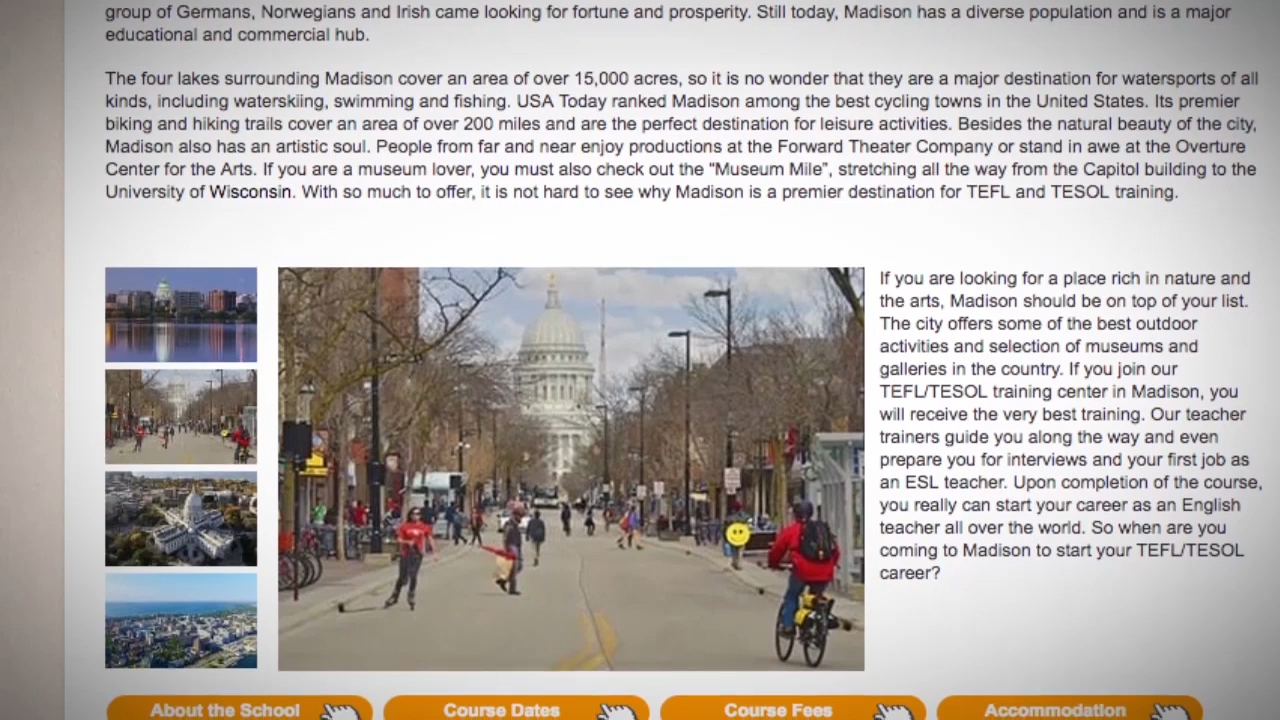 group of Germans, Norwegians and Irish came looking for fortune and prosperity. Still today, Madison has a diverse population and is a major
educational and commercial hub.
The four lakes surrounding Madison cover an area of over 15,000 acres, so it is no wonder that they are a major destination for watersports of all
kinds, including waterskiing, swimming and fishing. USA Today ranked Madison among the best cycling towns in the United States. Its premier
biking and hiking trails cover an area of over 200 miles and are the perfect destination for leisure activities. Besides the natural beauty of the city,
Madison also has an artistic soul. People from far and near enjoy productions at the Forward Theater Company or stand in awe at the Overture
Center for the Arts. If you are a museum lover, you must also check out the "Museum Mile”, stretching all the way from the Capitol building to the
University of Wisconsin. With so much to offer, it is not hard to see why Madison is a premier destination for TEFL and TESOL training.
If you are looking for a place rich in nature and
the arts, Madison should be on top of your list.
The city offers some of the best outdoor
activities and selection of museums and
galleries in the country. If you join our
TEFL/TESOL training center in Madison, you
will receive the very best training. Our teacher
trainers guide you along the way and even
prepare you for interviews and your first job as
an ESL teacher. Upon completion of the course,
you really can start your career as an English
teacher all over the world. So when are you
coming to Madison to start your TEFL/TESOL
career?
About the School
Course Dates
Course Fees
Accommodation